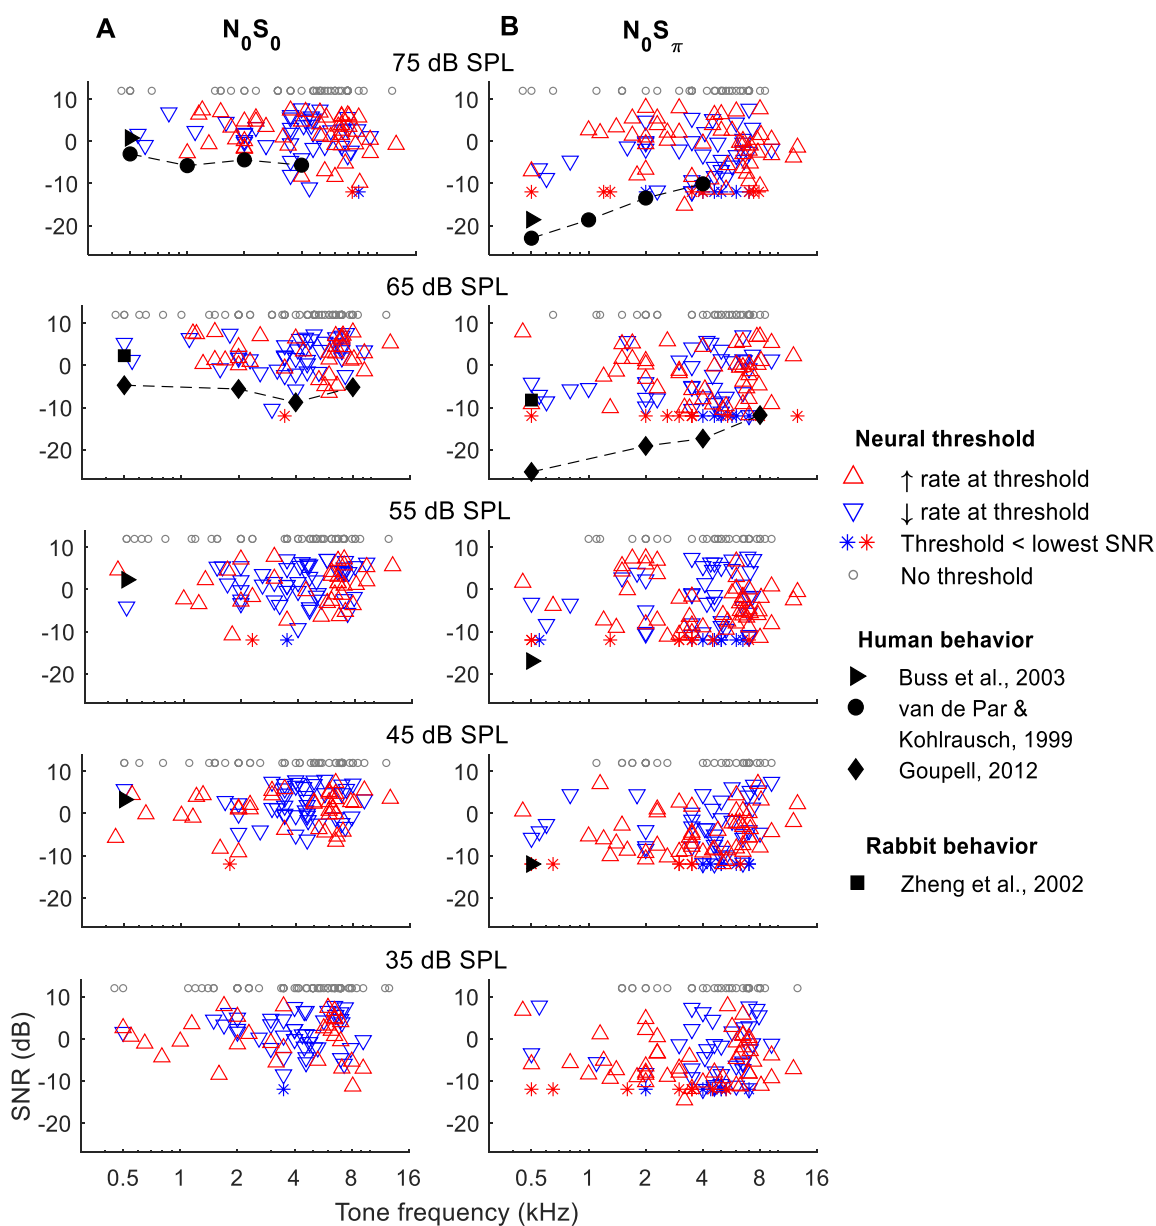 A
N0S0
B
N0Sπ
75 dB SPL
10
0
-10
-20
10
0
-10
-20
65 dB SPL
10
0
-10
-20
10
0
-10
-20
55 dB SPL
10
0
-10
-20
10
0
-10
-20
45 dB SPL
10
0
-10
-20
10
0
-10
-20
35 dB SPL
10
0
-10
-20
10
0
-10
-20
SNR (dB)
0.5 1 2 4 8 16
0.5 1 2 4 8 16
Tone frequency (kHz)
Neural threshold
↑ rate at threshold
↓ rate at threshold
Threshold < lowest SNR
No threshold
Human behavior
Buss et al., 2003
van de Par &
Kohlrausch, 1999
Goupell, 2012
Rabbit behavior
Zheng et al., 2002